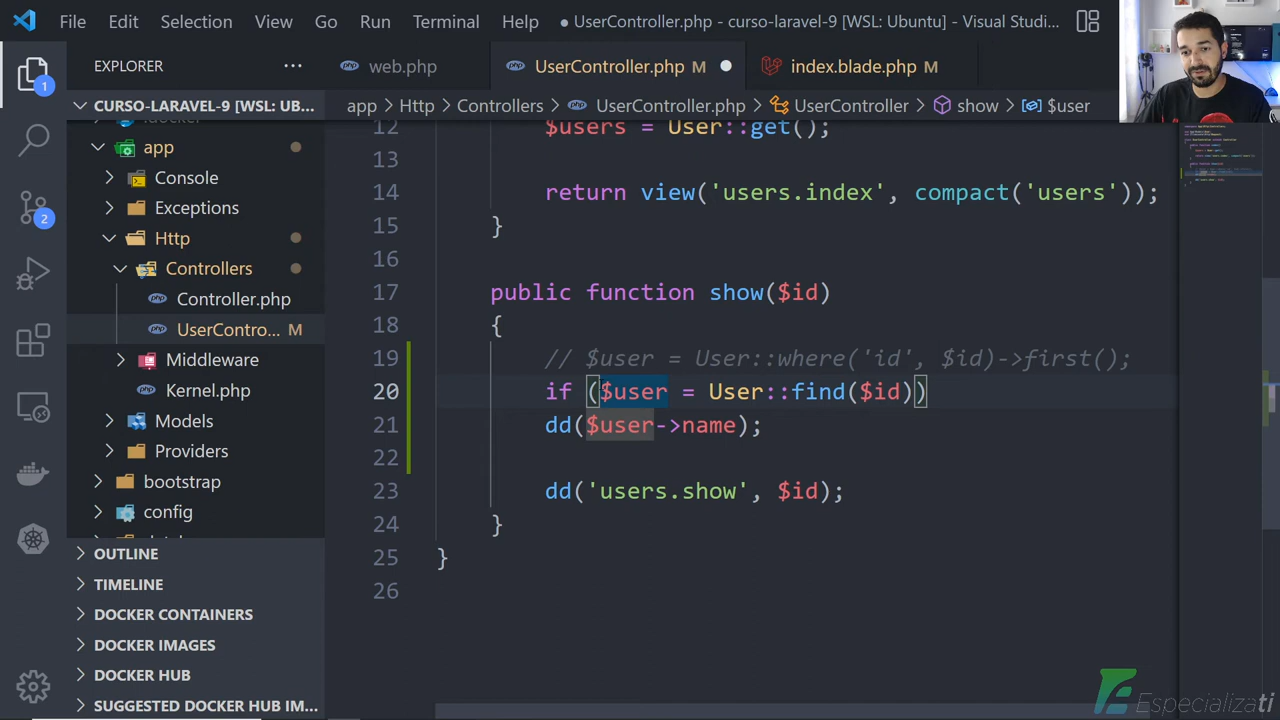 File Edit Selection View Go Run Terminal Help
● UserController.php - curso-laravel-9 [WSL: Ubuntu] - Visual Studi...
EXPLORER ...
web.php
UserController.php M
index.blade.php M
CURSO-LARAVEL-9 [WSL: UB...
app > Http > Controllers > UserController.php > UserController > show > $user
.docker
app
Console
Exceptions
Http
Controllers
Controller.php
UserContro... M
Middleware
Kernel.php
Models
Providers
bootstrap
config
OUTLINE
TIMELINE
DOCKER CONTAINERS
DOCKER IMAGES
DOCKER HUB
SUGGESTED DOCKER HUB IM...
1
2
12 $users = User::get();
13
14 return view('users.index', compact('users'));
15 }
16
17 public function show($id)
18 {
19 // $user = User::where('id', $id)->first();
20 if ($user = User::find($id))
21 dd($user->name);
22
23 dd('users.show', $id);
24 }
25 }
26
Especializati